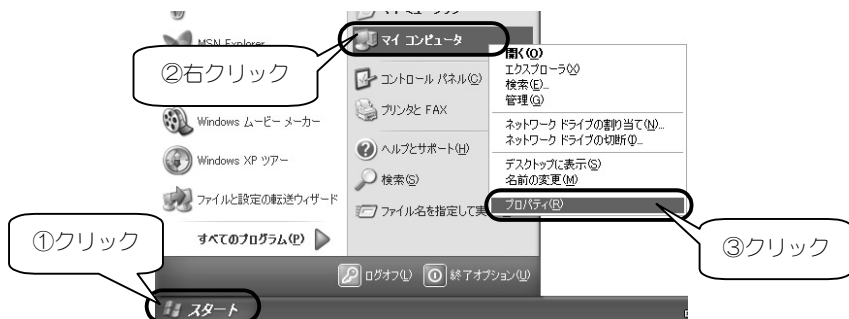 マイ ミュージック
MSN Explorer
マイ コンピュータ
②右クリック
Windows ムービー メーカー
Windows XP ツアー
ファイルと設定の転送ウィザード
すべてのプログラム(P)
コントロール パネル(C)
プリンタと FAX
ヘルプとサポート(H)
検索(S)
ファイル名を指定して実
開く(O)
エクスプローラ(X)
検索(E)...
管理(G)
ネットワーク ドライブの割り当て(N)...
ネットワーク ドライブの切断(I)...
デスクトップに表示(S)
名前の変更(M)
プロパティ(R)
①クリック
③クリック
ログオフ(L)
終了オプション(U)
スタート